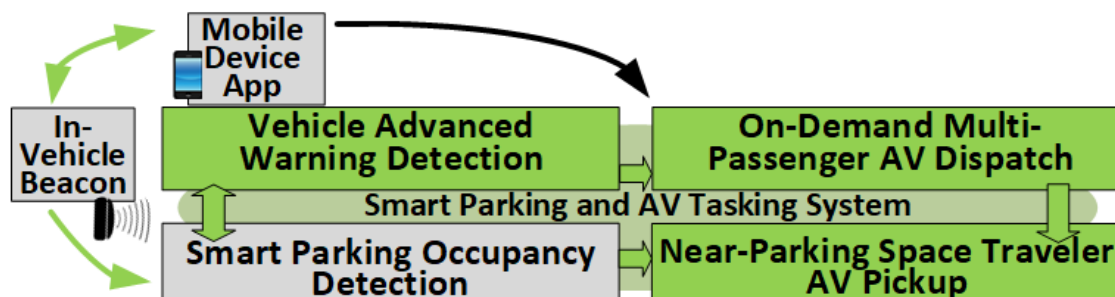 Mobile
Device
App
In-
Vehicle
Beacon
Vehicle Advanced
Warning Detection
On-Demand Multi-
Passenger AV Dispatch
Smart Parking and AV Tasking System
Smart Parking Occupancy
Detection
Near-Parking Space Traveler
AV Pickup